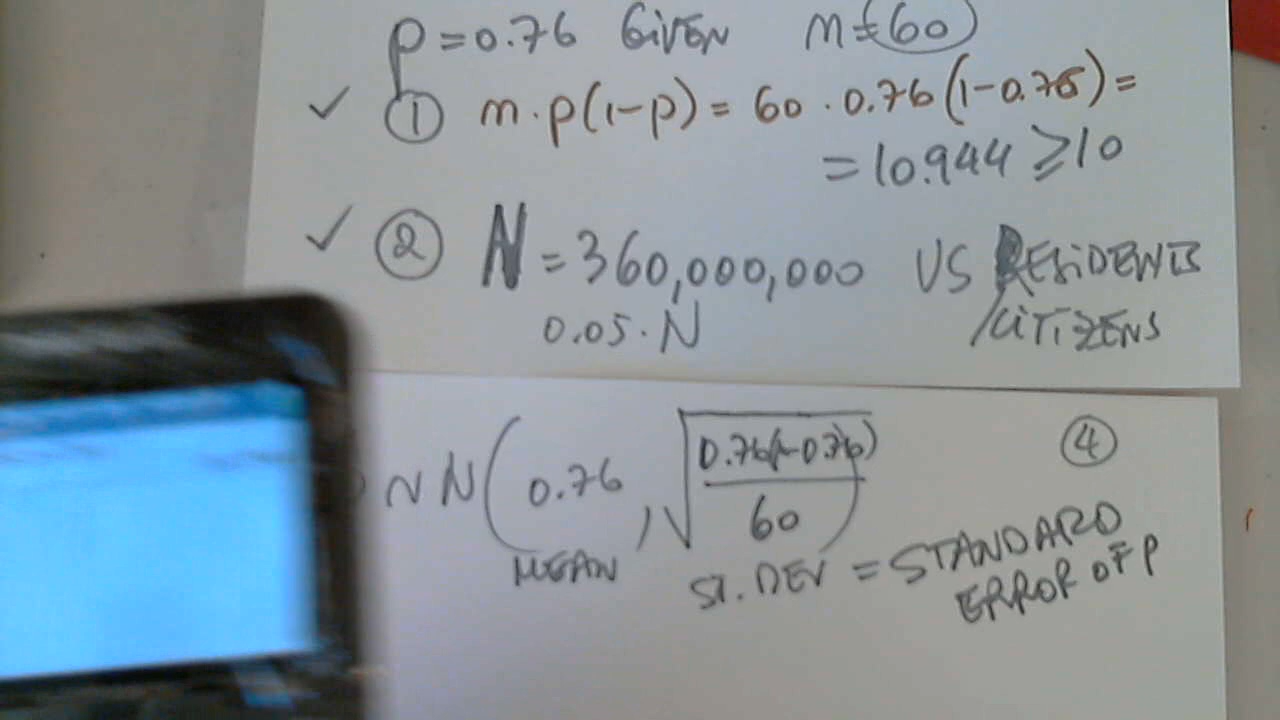 p = 0.76 GIVEN n = 60
✓ ① n · p(1-p) = 60 · 0.76(1-0.76) =
= 10.944 ≥ 10
✓ ② N = 360,000,000 US RESIDENTS
0.05 · N /CITIZENS
~ N(0.76, √(0.76(1-0.76)/60)) ④
MEAN ST. DEV = STANDARD
ERROR OF p